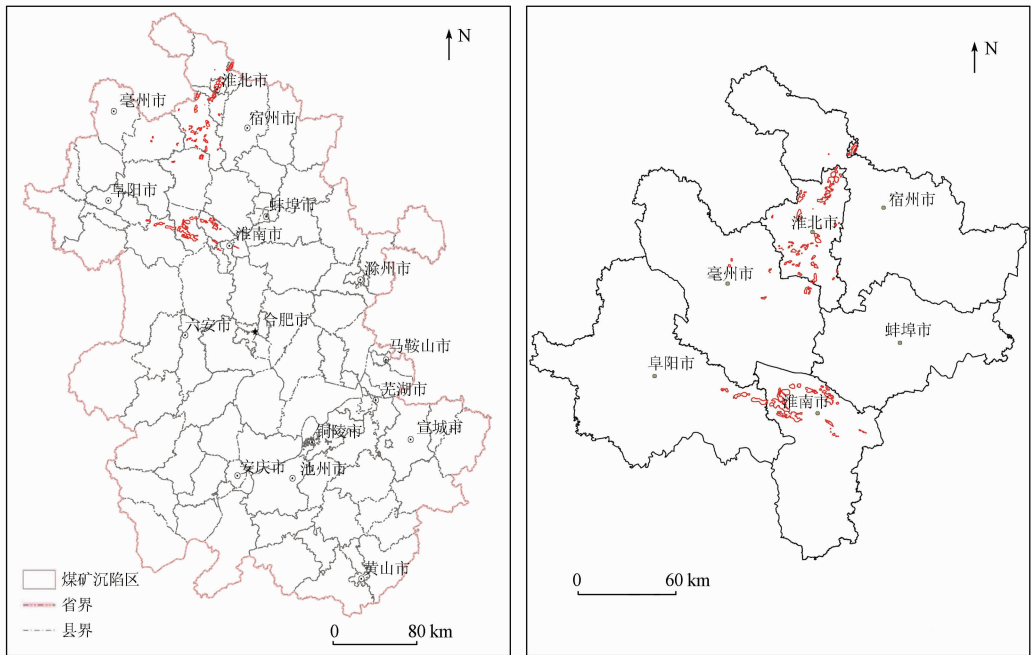 N
淮北市
亳州市
宿州市
阜阳市
蚌埠市
淮南市
滁州市
六安市
合肥市
马鞍山市
芜湖市
铜陵市
宣城市
安庆市
池州市
黄山市
煤矿沉陷区
省界
县界
0 80 km
N
宿州市
淮北市
亳州市
蚌埠市
阜阳市
淮南市
0 60 km